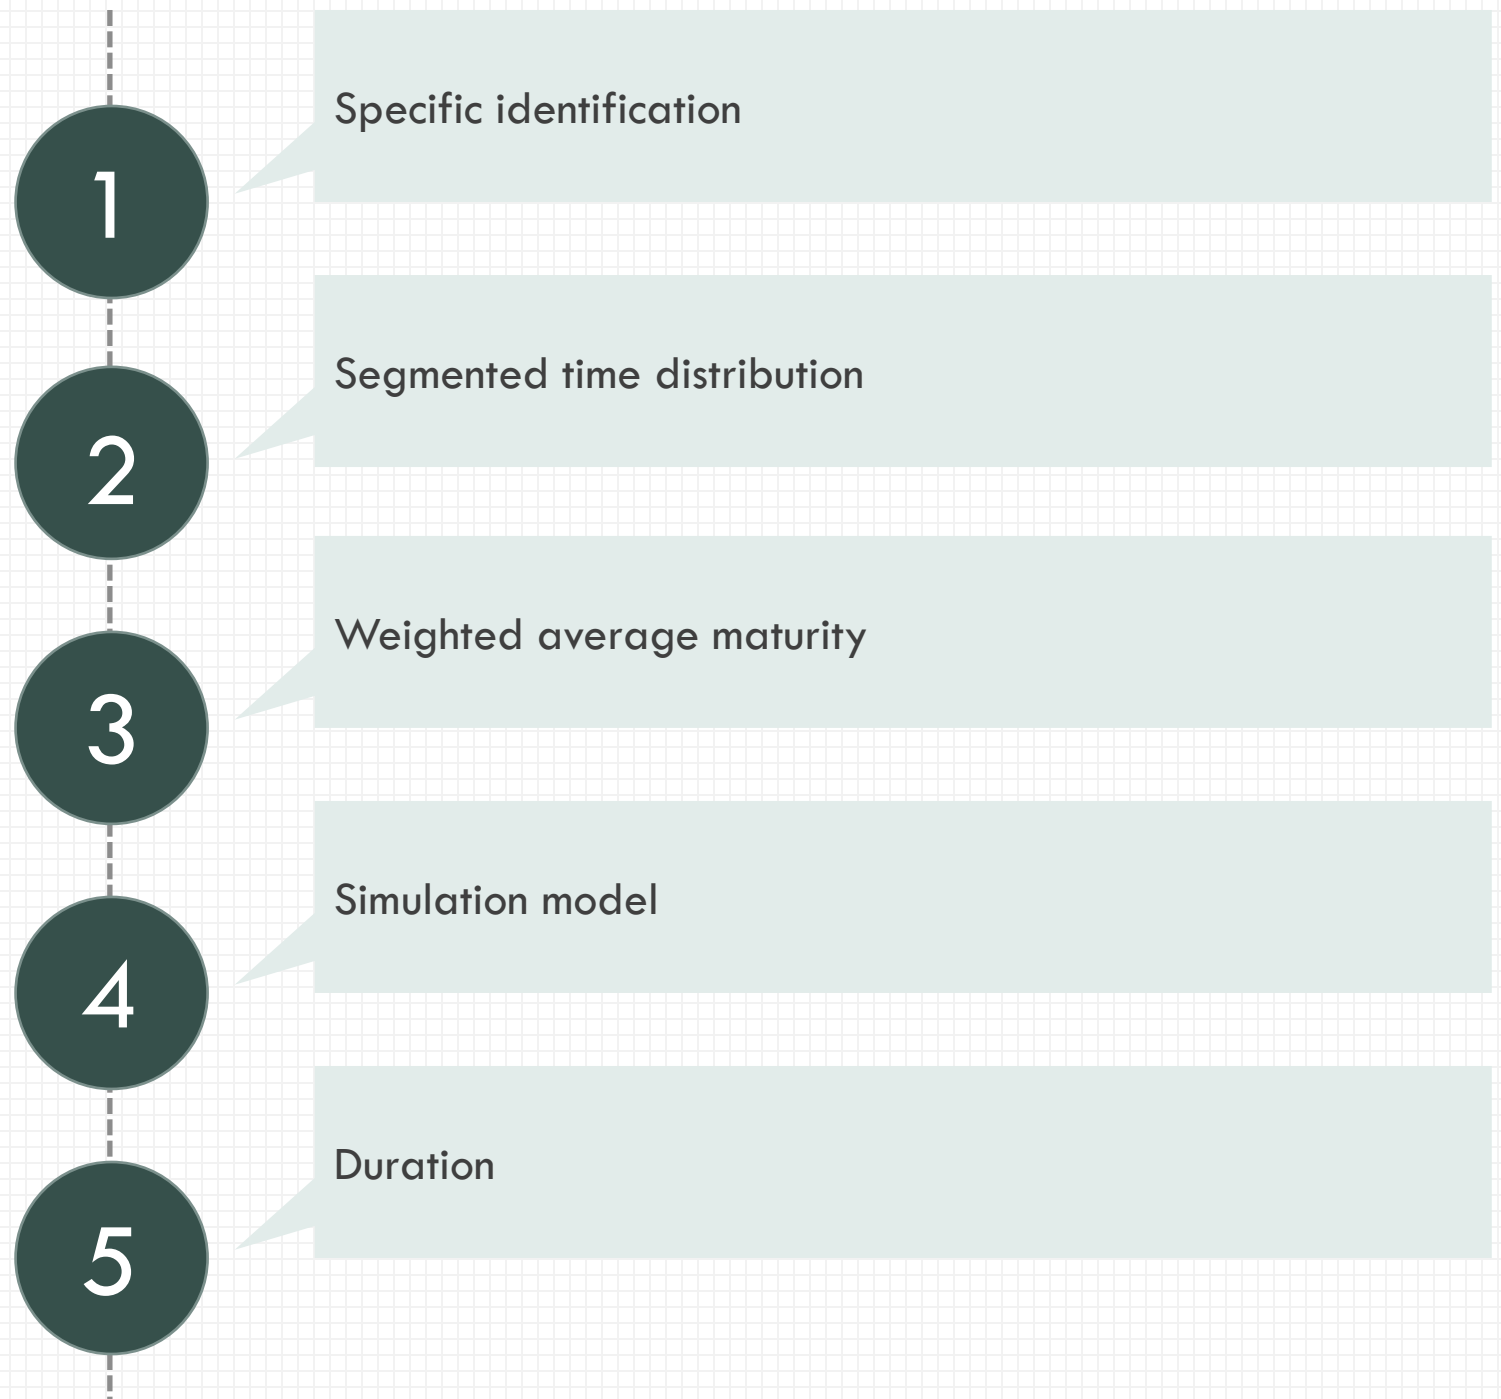 1
Specific identification
2
Segmented time distribution
3
Weighted average maturity
4
Simulation model
5
Duration